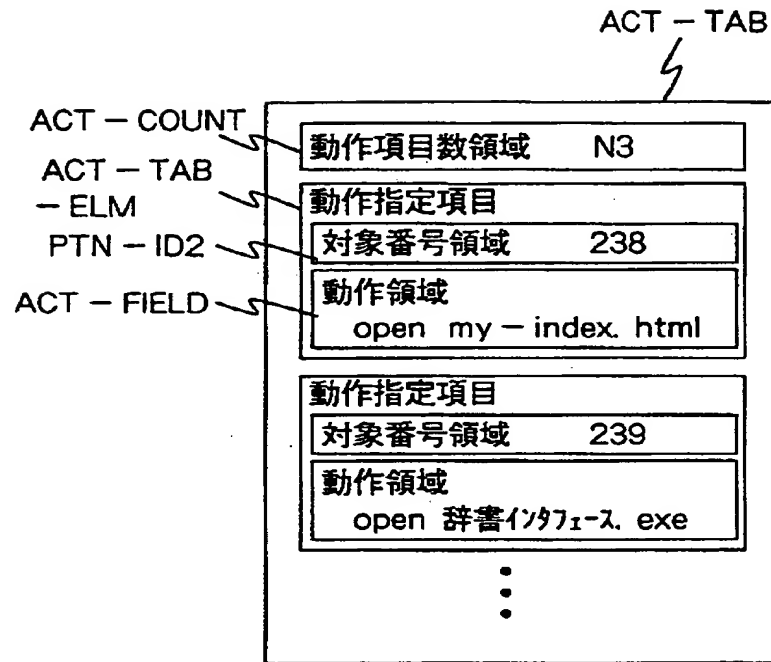 ACT-TAB
ACT-COUNT
動作項目数領域 N3
ACT-TAB
-ELM
動作指定項目
PTN-ID2
対象番号領域 238
ACT-FIELD
動作領域
open my-index. html
動作指定項目
対象番号領域 239
動作領域
open 辞書インタフェース. exe